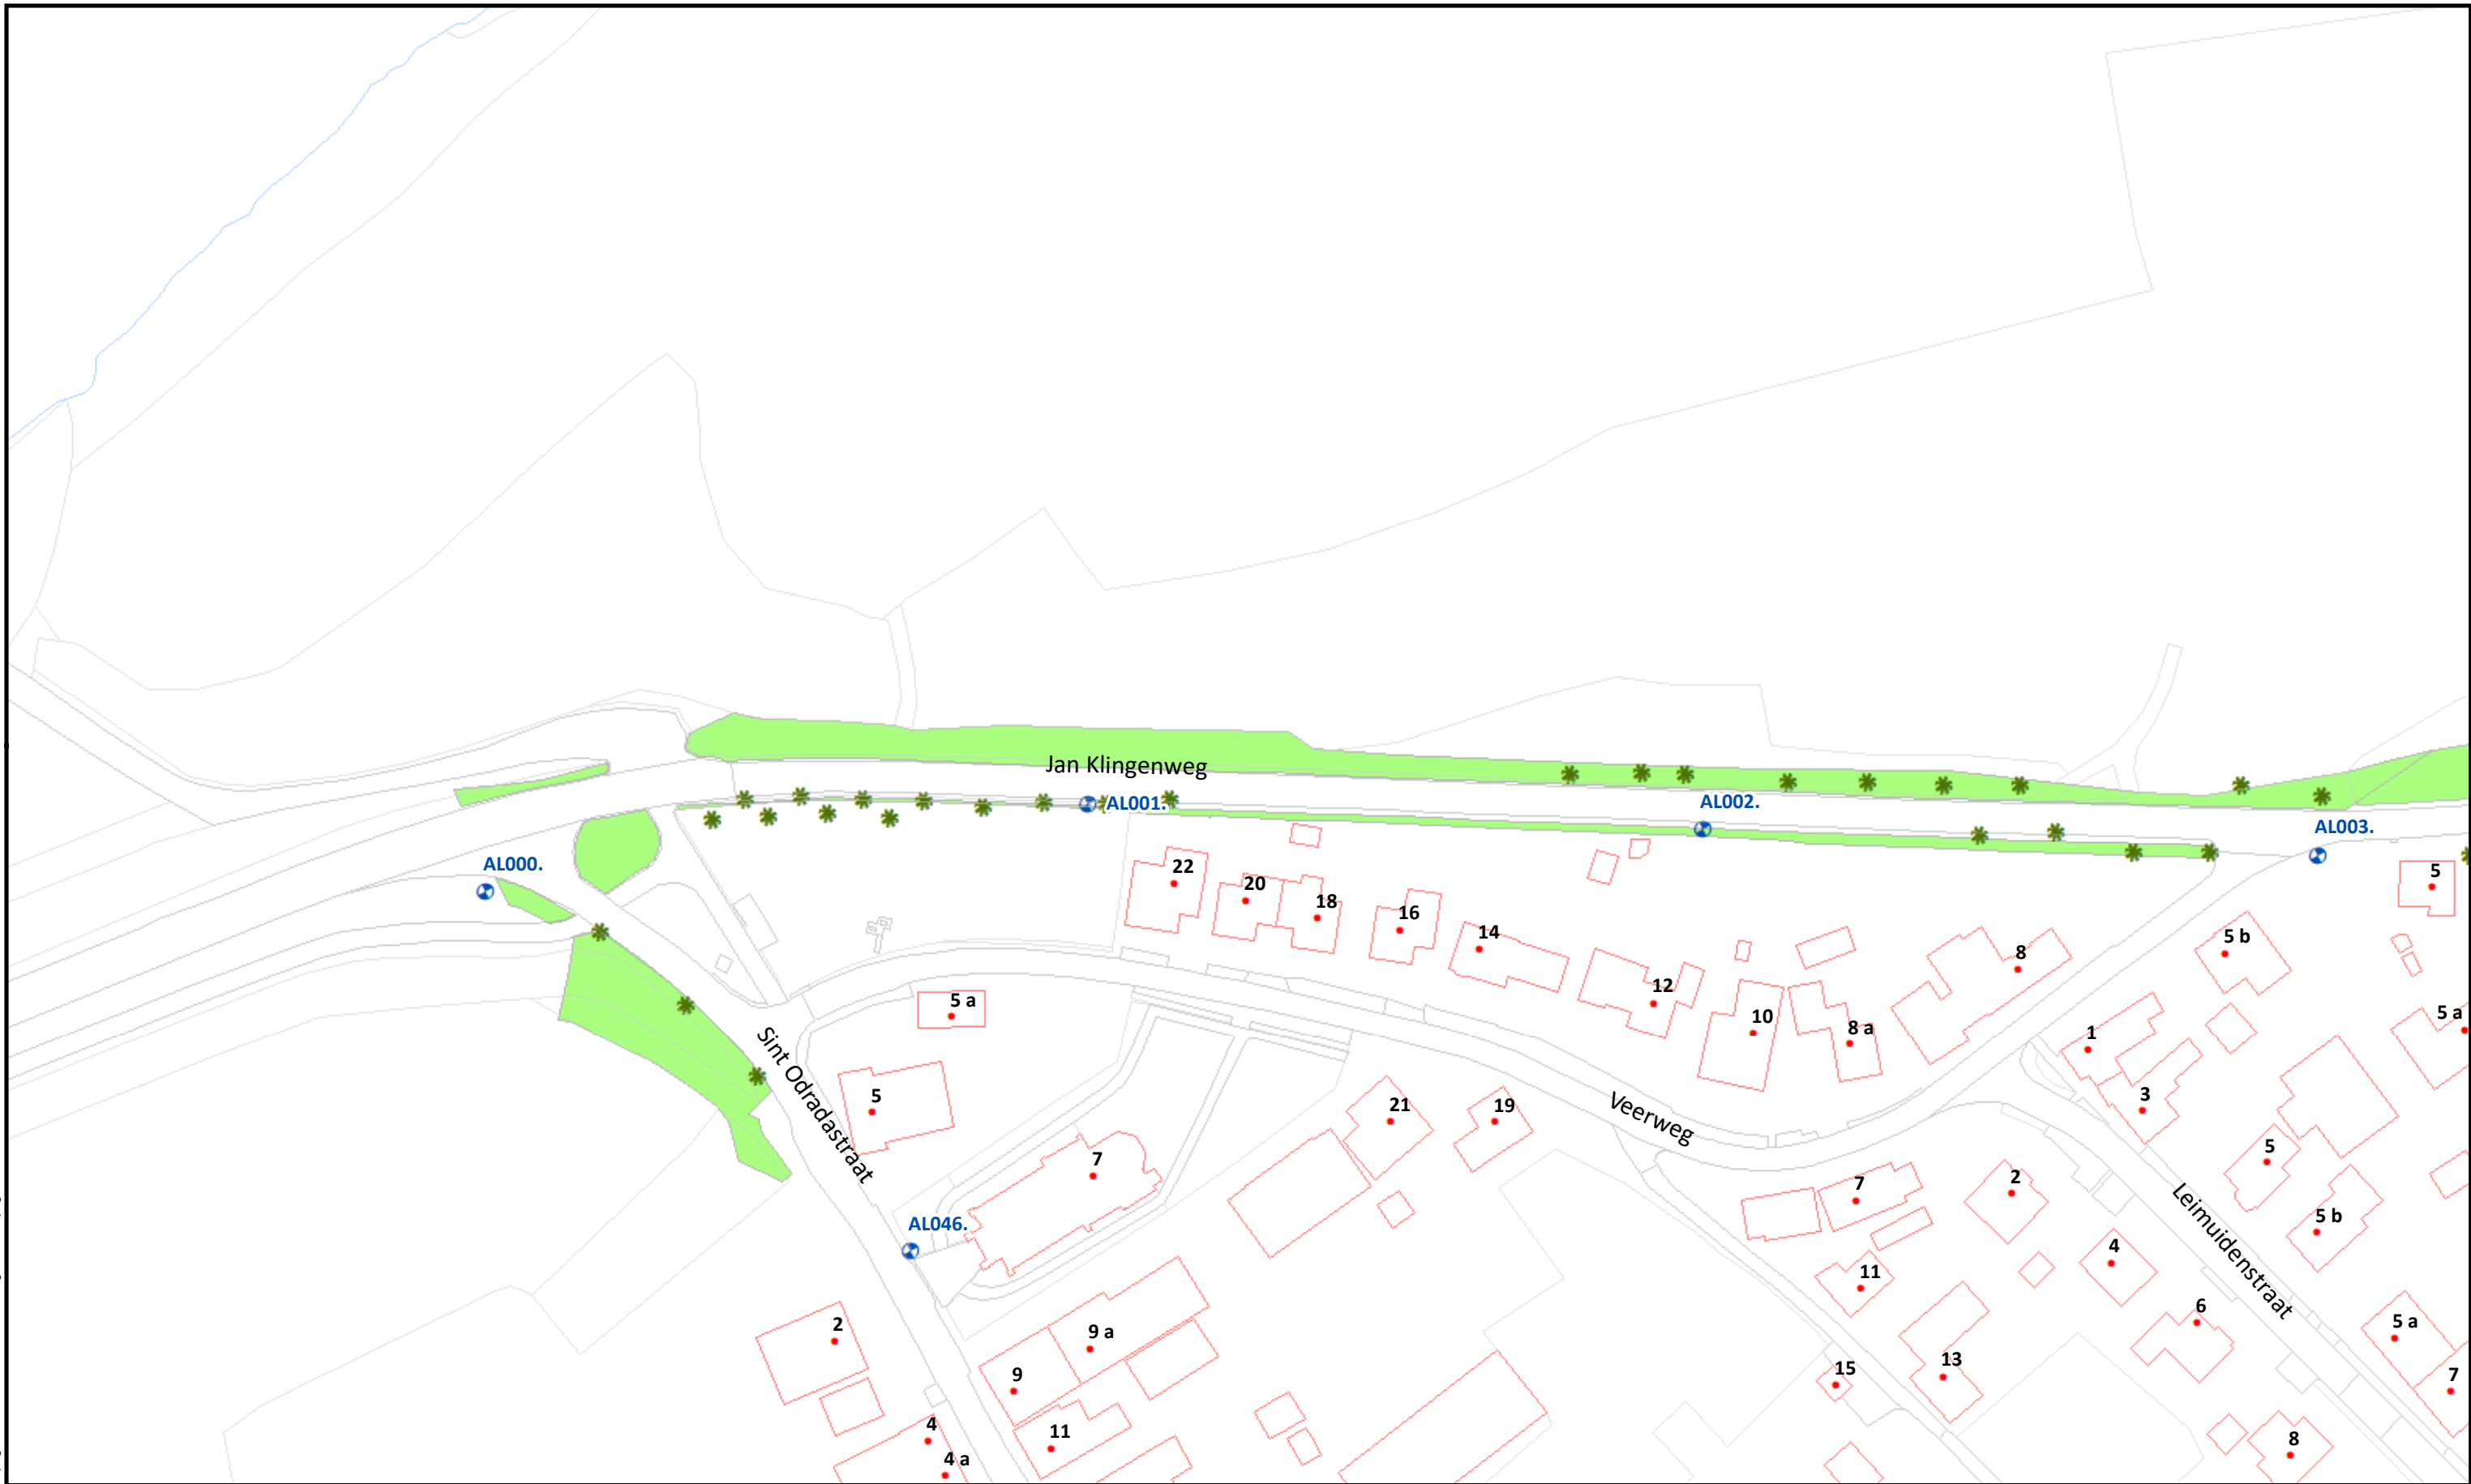 Jan Klingenweg
AL001.
AL002.
AL003.
AL000.
22
20
18
16
14
12
10
8 a
8
5
5 b
5 a
1
3
5 a
5
Sint Odradastraat
7
21
19
Veerweg
7
2
5
5 b
Leimuidenstraat
4
6
5 a
7
AL046.
11
13
15
8
2
9 a
9
11
4
4 a